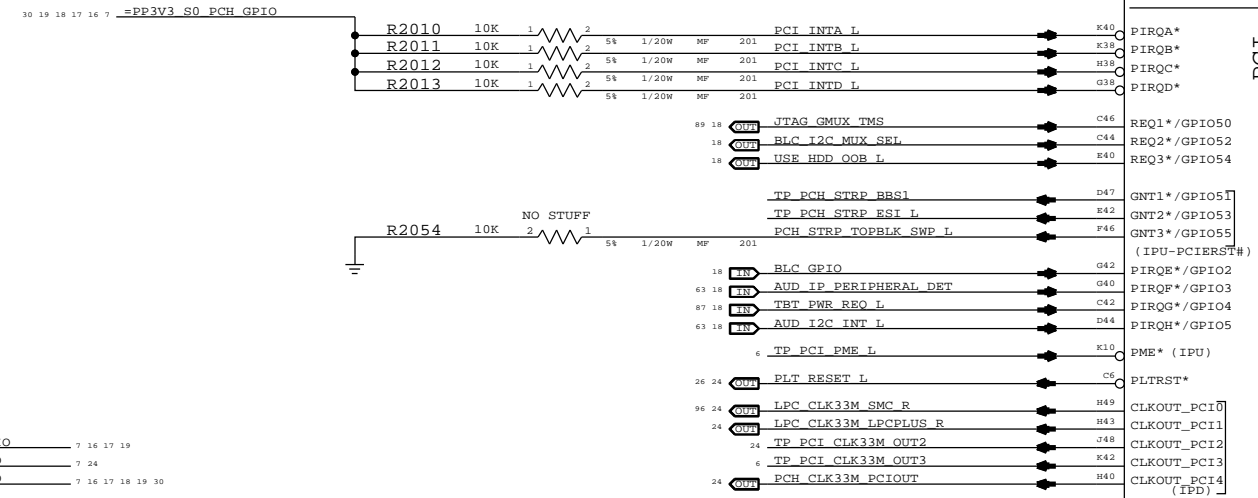 30 19 18 17 16 7 =PP3V3_S0_PCH_GPIO
R2010 10K 1 2 5% 1/20W MF 201 PCI_INTA_L K40 PIRQA*
R2011 10K 1 2 5% 1/20W MF 201 PCI_INTB_L K38 PIRQB*
R2012 10K 1 2 5% 1/20W MF 201 PCI_INTC_L H38 PIRQC*
R2013 10K 1 2 5% 1/20W MF 201 PCI_INTD_L G38 PIRQD*
PCI
89 18 OUT JTAG_GMUX_TMS C46 REQ1*/GPIO50
18 OUT BLC_I2C_MUX_SEL C44 REQ2*/GPIO52
18 OUT USE_HDD_OOB_L E40 REQ3*/GPIO54
TP_PCH_STRP_BBS1 D47 GNT1*/GPIO51
TP_PCH_STRP_ESI_L E42 GNT2*/GPIO53
NO STUFF
R2054 10K 2 1 5% 1/20W MF 201 PCH_STRP_TOPBLK_SWP_L F46 GNT3*/GPIO55
(IPU-PCIERST#)
18 IN BLC_GPIO G42 PIRQE*/GPIO2
63 18 IN AUD_IP_PERIPHERAL_DET G40 PIRQF*/GPIO3
87 18 IN TBT_PWR_REQ_L C42 PIRQG*/GPIO4
63 18 IN AUD_I2C_INT_L D44 PIRQH*/GPIO5
6 TP_PCI_PME_L K10 PME* (IPU)
26 24 OUT PLT_RESET_L C6 PLTRST*
96 24 OUT LPC_CLK33M_SMC_R H49 CLKOUT_PCI0
24 OUT LPC_CLK33M_LPCPLUS_R H43 CLKOUT_PCI1
24 TP_PCI_CLK33M_OUT2 J48 CLKOUT_PCI2
6 TP_PCI_CLK33M_OUT3 K42 CLKOUT_PCI3
24 OUT PCH_CLK33M_PCIOUT H40 CLKOUT_PCI4
(IPD)
7 16 17 19
7 24
7 16 17 18 19 30